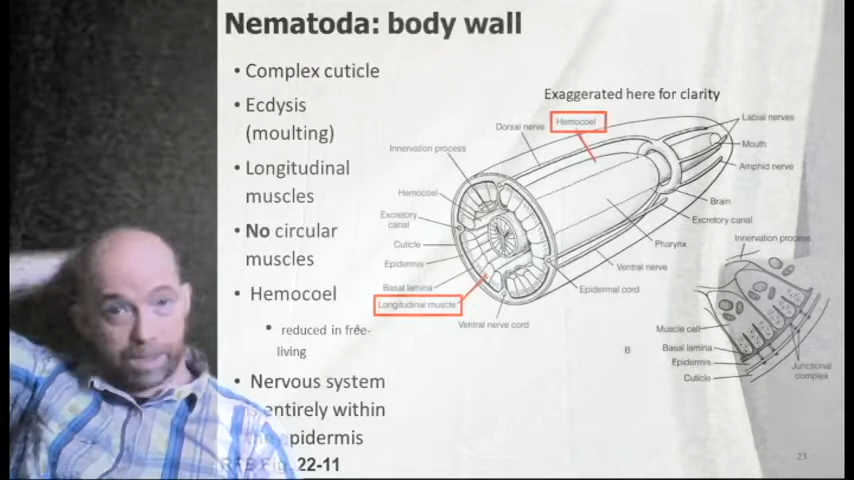 Nematoda: body wall
• Complex cuticle
• Ecdysis
(moulting)
• Longitudinal
muscles
• No circular
muscles
• Hemocoel
• reduced in free-
living
• Nervous system
entirely within
epidermis
Fig. 22-11
Exaggerated here for clarity
Hemocoel
Dorsal nerve
Labial nerves
Innervation process
Mouth
Amphid nerve
Hemocoel
Brain
Excretory
canal
Excretory canal
Cuticle
Pharynx
Epidermis
Ventral nerve
Basal lamina
Epidermal cord
Longitudinal muscle
Ventral nerve cord
Innervation process
Muscle cell
B
Basal lamina
Epidermis
Junctional
complex
Cuticle
23